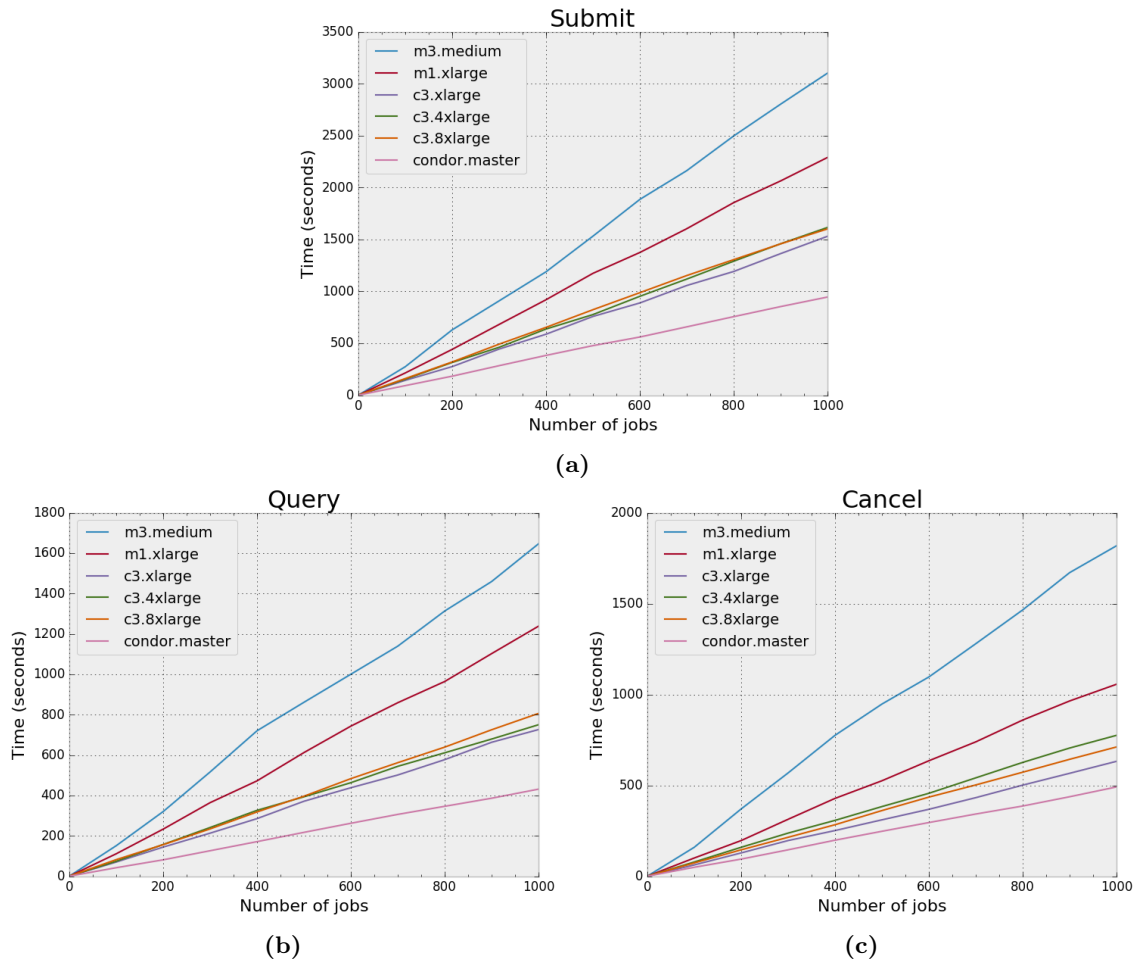 Submit
3500
3000
2500
2000
1500
1000
500
0
Time (seconds)
m3.medium
m1.xlarge
c3.xlarge
c3.4xlarge
c3.8xlarge
condor.master
0 200 400 600 800 1000
Number of jobs
(a)
Query
1800
1600
1400
1200
1000
800
600
400
200
0
Time (seconds)
m3.medium
m1.xlarge
c3.xlarge
c3.4xlarge
c3.8xlarge
condor.master
0 200 400 600 800 1000
Number of jobs
(b)
Cancel
2000
1500
1000
500
0
Time (seconds)
m3.medium
m1.xlarge
c3.xlarge
c3.4xlarge
c3.8xlarge
condor.master
0 200 400 600 800 1000
Number of jobs
(c)